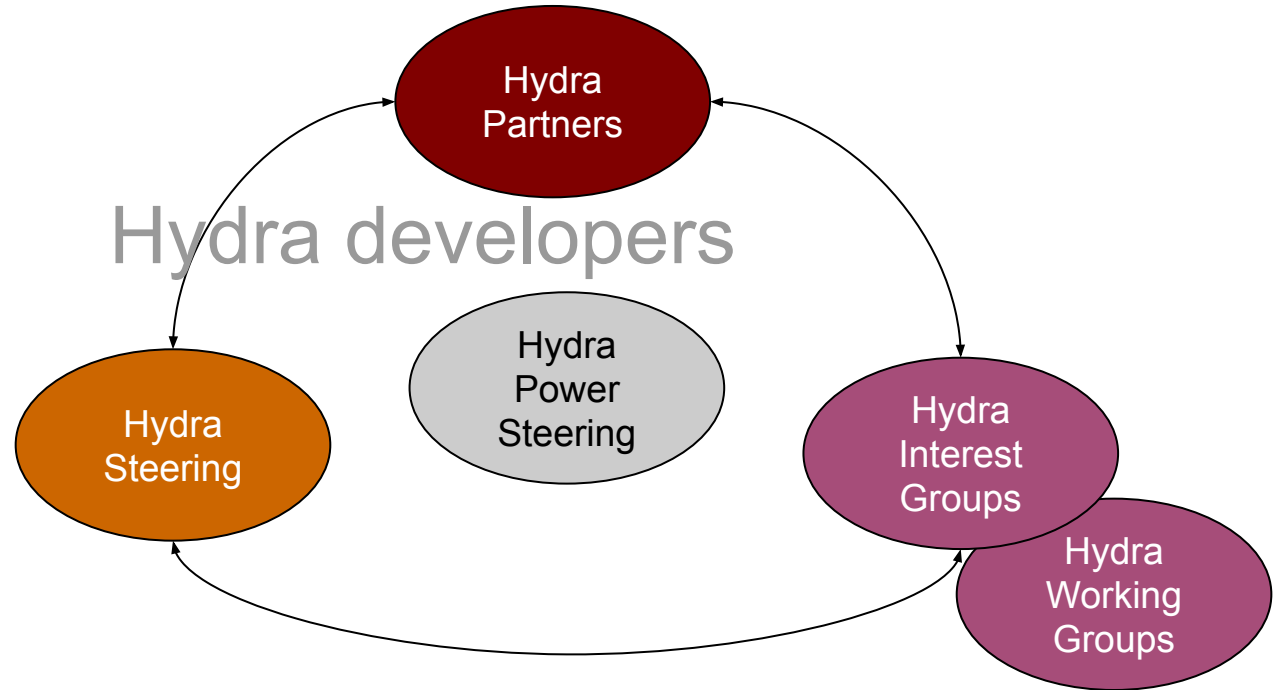 Hydra
Partners
Hydra developers
Hydra
Power
Steering
Hydra
Steering
Hydra
Interest
Groups
Hydra
Working
Groups